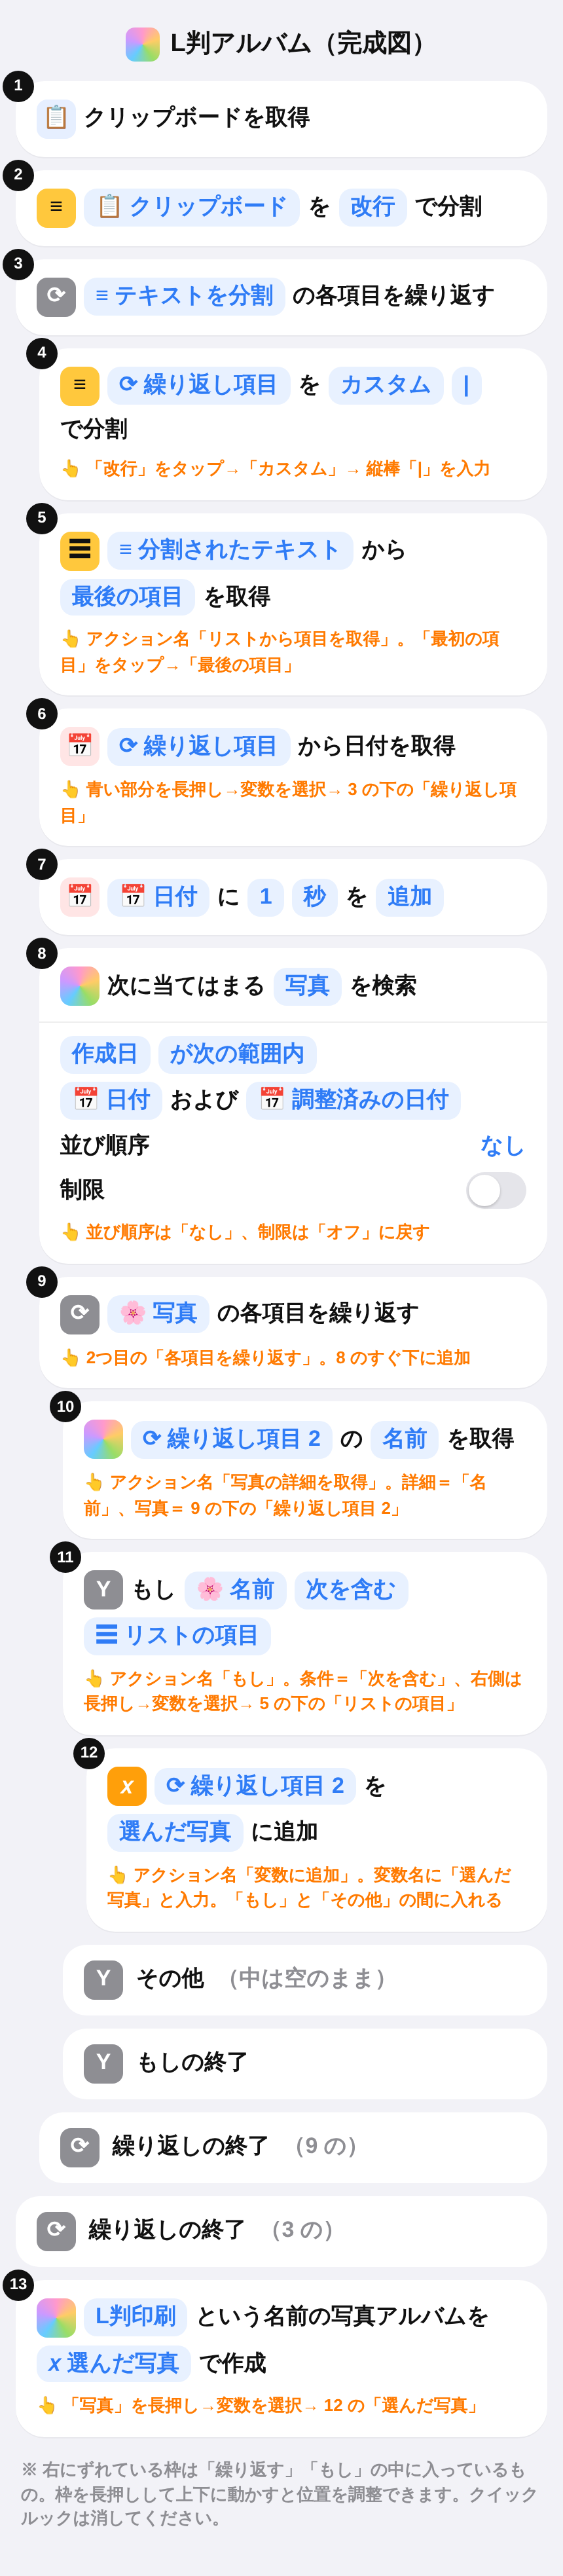 L判アルバム（完成図）
1
クリップボードを取得
2
クリップボード を 改行 で分割
3
テキストを分割 の各項目を繰り返す
4
繰り返し項目 を カスタム |
で分割
👆 「改行」をタップ→「カスタム」→ 縦棒「|」を入力
5
分割されたテキスト から
最後の項目 を取得
👆 アクション名「リストから項目を取得」。「最初の項
目」をタップ→「最後の項目」
6
繰り返し項目 から日付を取得
👆 青い部分を長押し→変数を選択→ 3 の下の「繰り返し項
目」
7
日付 に 1 秒 を 追加
8
次に当てはまる 写真 を検索
作成日 が次の範囲内
日付 および 調整済みの日付
並び順序 なし
制限
👆 並び順序は「なし」、制限は「オフ」に戻す
9
写真 の各項目を繰り返す
👆 2つ目の「各項目を繰り返す」。8 のすぐ下に追加
10
繰り返し項目 2 の 名前 を取得
👆 アクション名「写真の詳細を取得」。詳細＝「名
前」、写真＝ 9 の下の「繰り返し項目 2」
11
Y もし 名前 次を含む
リストの項目
👆 アクション名「もし」。条件＝「次を含む」、右側は
長押し→変数を選択→ 5 の下の「リストの項目」
12
x 繰り返し項目 2 を
選んだ写真 に追加
👆 アクション名「変数に追加」。変数名に「選んだ
写真」と入力。「もし」と「その他」の間に入れる
Y その他 （中は空のまま）
Y もしの終了
繰り返しの終了 （9 の）
繰り返しの終了 （3 の）
13
L判印刷 という名前の写真アルバムを
x 選んだ写真 で作成
👆 「写真」を長押し→変数を選択→ 12 の「選んだ写真」
※ 右にずれている枠は「繰り返す」「もし」の中に入っているも
の。枠を長押しして上下に動かすと位置を調整できます。クイック
ルックは消してください。